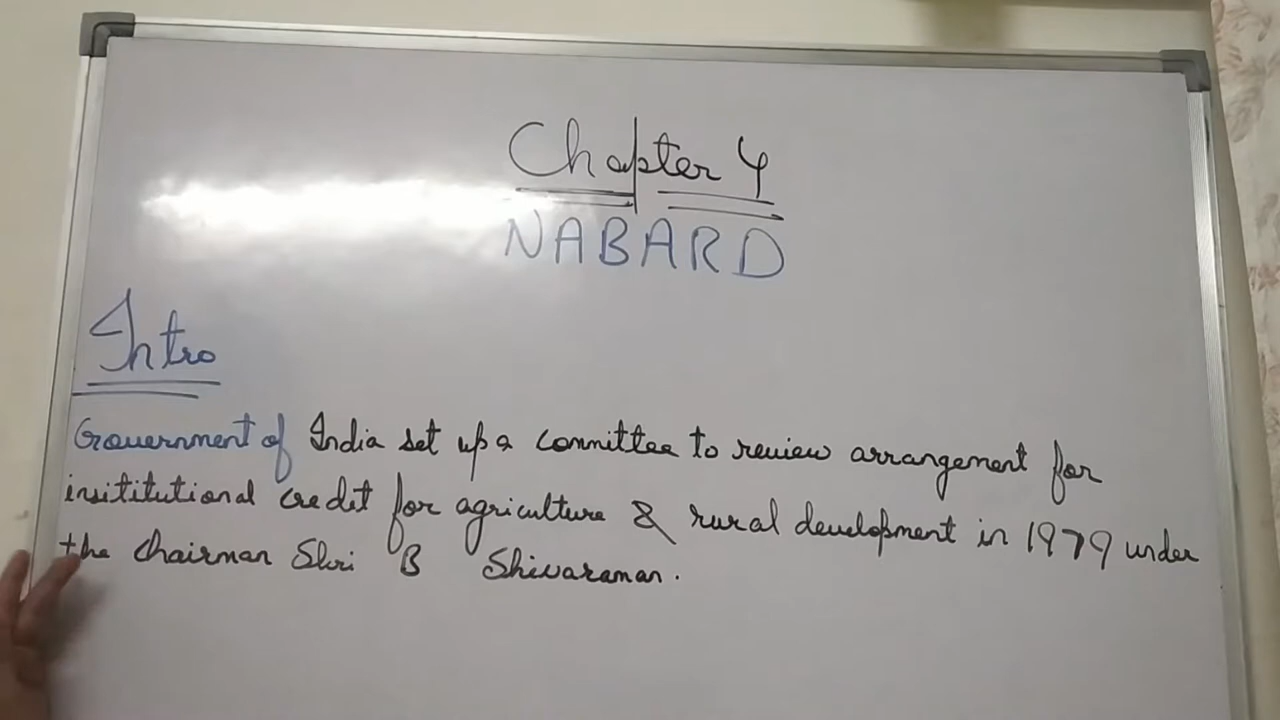 Chapter 4
NABARD
Intro
Government of India set up a committee to review arrangement for
insititutional credit for agriculture & rural development in 1979 under
the Chairman Shri B Shivaraman.